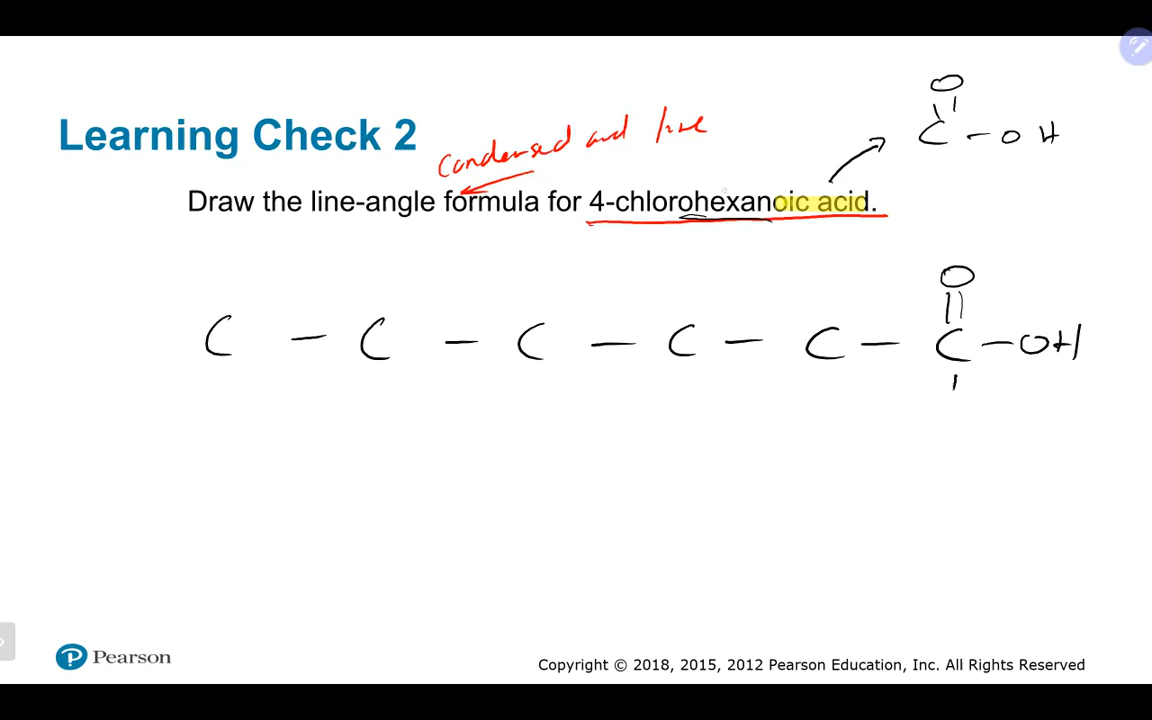 O
||
C - O H
Learning Check 2
condensed and line
Draw the line-angle formula for 4-chlorohexanoic acid.
O
||
C - C - C - C - C - C - OH
Pearson
Copyright © 2018, 2015, 2012 Pearson Education, Inc. All Rights Reserved